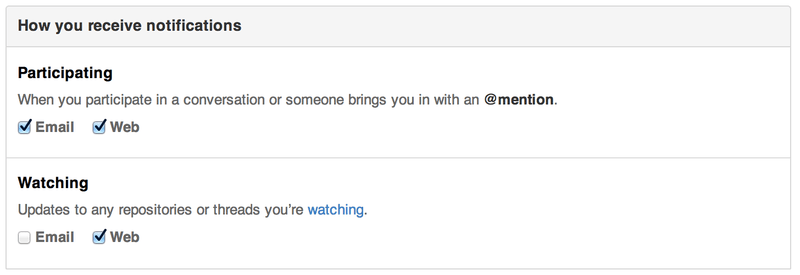 How you receive notifications
Participating
When you participate in a conversation or someone brings you in with an @mention.
Email Web
Watching
Updates to any repositories or threads you're watching.
Email Web